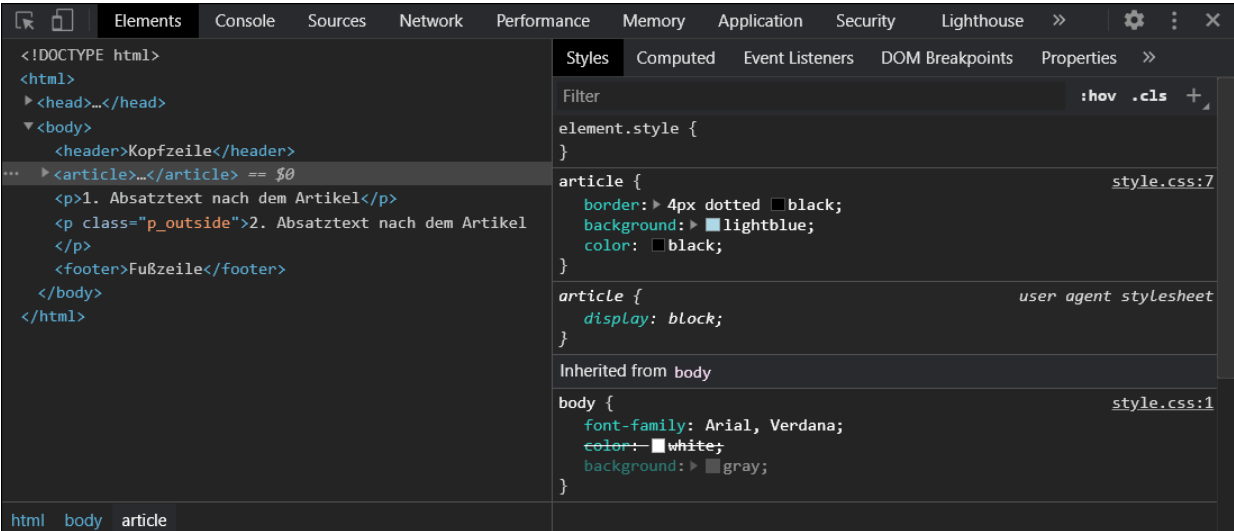 Elements Console Sources Network Performance Memory Application Security Lighthouse »
<!DOCTYPE html>
<html>
<head>…</head>
<body>
<header>Kopfzeile</header>
… <article>…</article> == $0
<p>1. Absatztext nach dem Artikel</p>
<p class="p_outside">2. Absatztext nach dem Artikel
</p>
<footer>Fußzeile</footer>
</body>
</html>
html body article
Styles Computed Event Listeners DOM Breakpoints Properties »
Filter :hov .cls +
element.style {
}
article { style.css:7
border: 4px dotted black;
background: lightblue;
color: black;
}
article { user agent stylesheet
display: block;
}
Inherited from body
body { style.css:1
font-family: Arial, Verdana;
color: white;
background: gray;
}